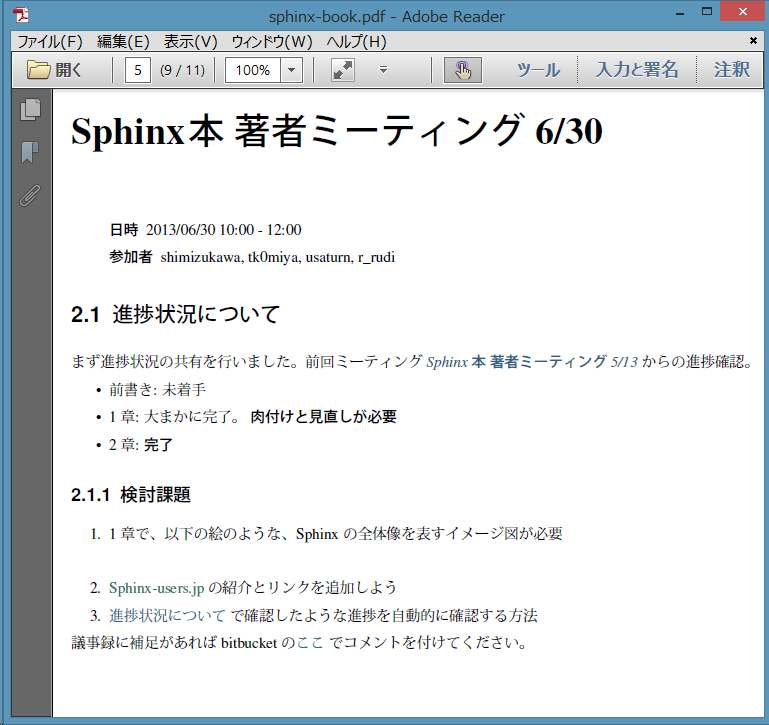 sphinx-book.pdf - Adobe Reader
ファイル(F) 編集(E) 表示(V) ウィンドウ(W) ヘルプ(H)
開く 5 (9 / 11) 100% ツール 入力と署名 注釈
Sphinx本 著者ミーティング 6/30
日時 2013/06/30 10:00 - 12:00
参加者 shimizukawa, tk0miya, usaturn, r_rudi
2.1 進捗状況について
まず進捗状況の共有を行いました。前回ミーティング Sphinx 本 著者ミーティング 5/13 からの進捗確認。
• 前書き: 未着手
• 1 章: 大まかに完了。 肉付けと見直しが必要
• 2 章: 完了
2.1.1 検討課題
1. 1 章で、以下の絵のような、Sphinx の全体像を表すイメージ図が必要
2. Sphinx-users.jp の紹介とリンクを追加しよう
3. 進捗状況について で確認したような進捗を自動的に確認する方法
議事録に補足があれば bitbucket のここ でコメントを付けてください。